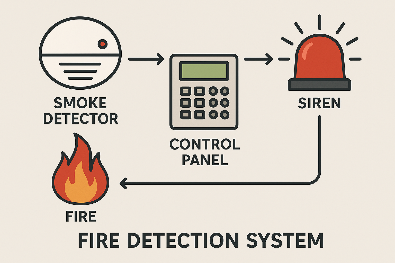 SMOKE
DETECTOR
CONTROL
PANEL
SIREN
FIRE
FIRE DETECTION SYSTEM